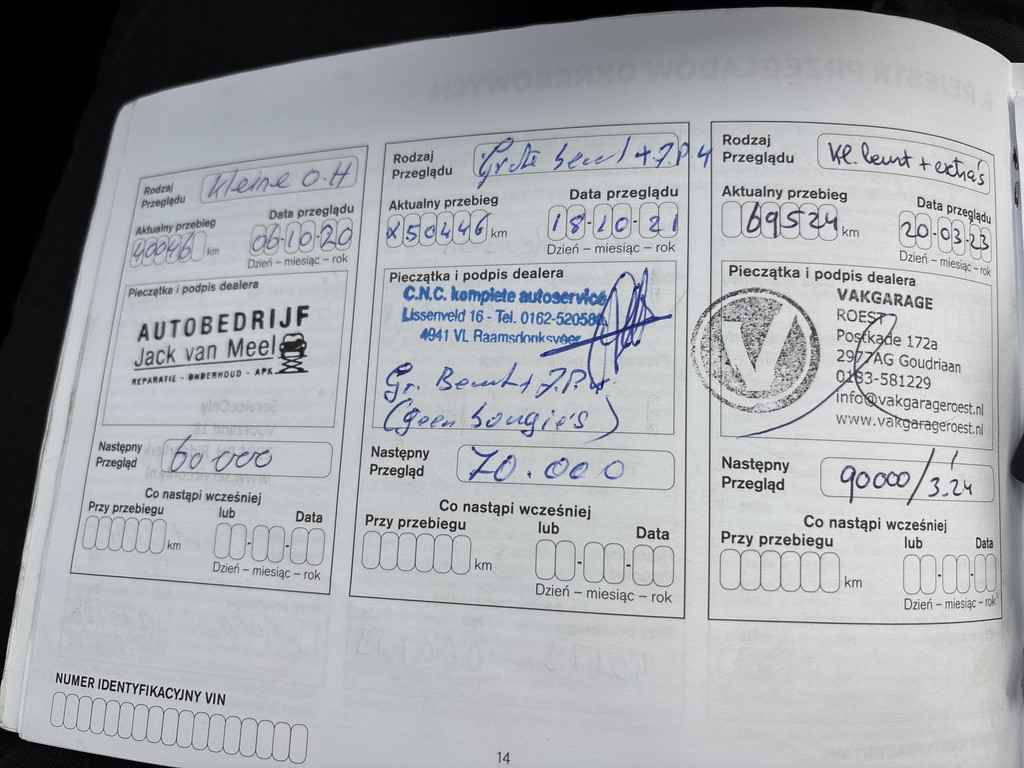 Rodzaj
Przeglądu
Kleine O.H
Aktualny przebieg
40046 km
Data przeglądu
06-10-20
Dzień – miesiąc – rok
Pieczątka i podpis dealera
AUTOBEDRIJF
Jack van Meel
REPARATIE - ONDERHOUD - APK
Następny
Przegląd
60 000
Co nastąpi wcześniej
Przy przebiegu
lub
Data
km
Dzień – miesiąc – rok
Rodzaj
Przeglądu
Grote beurt + APK
Aktualny przebieg
x50446 km
Data przeglądu
18-10-21
Dzień – miesiąc – rok
Pieczątka i podpis dealera
C.N.C. komplete autoservice
Lissenveld 16 - Tel. 0162-520580
4941 VL Raamsdonksveer
Gr. Beurt
(geen bougie's)
Następny
Przegląd
70.000
Co nastąpi wcześniej
Przy przebiegu
lub
Data
km
Dzień – miesiąc – rok
Rodzaj
Przeglądu
kl. beurt + extra's
Aktualny przebieg
69524 km
Data przeglądu
20-03-23
Dzień – miesiąc – rok
Pieczątka i podpis dealera
V
VAKGARAGE
ROEST
Postkade 172a
2977AG Goudriaan
0183-581229
info@vakgarageroest.nl
www.vakgarageroest.nl
Następny
Przegląd
90000/3.24
Co nastąpi wcześniej
Przy przebiegu
lub
Data
km
Dzień – miesiąc – rok
NUMER IDENTYFIKACYJNY VIN
14